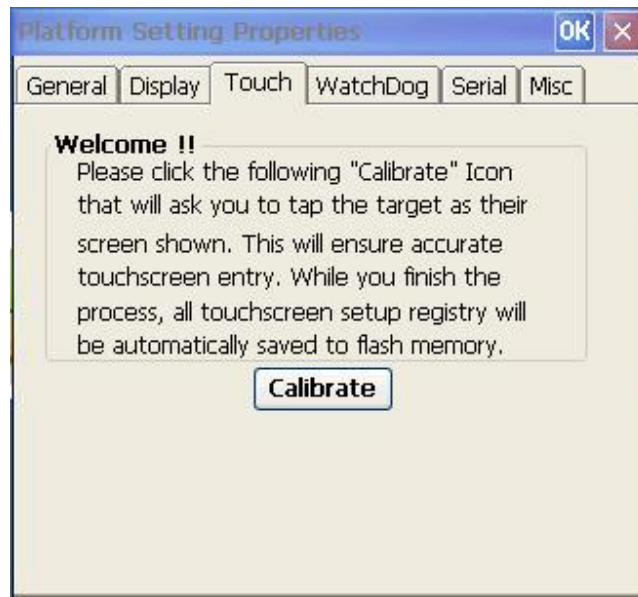 Platform Setting Properties OK
General Display Touch WatchDog Serial Misc
Welcome !!
Please click the following "Calibrate" Icon
that will ask you to tap the target as their
screen shown. This will ensure accurate
touchscreen entry. While you finish the
process, all touchscreen setup registry will
be automatically saved to flash memory.
Calibrate